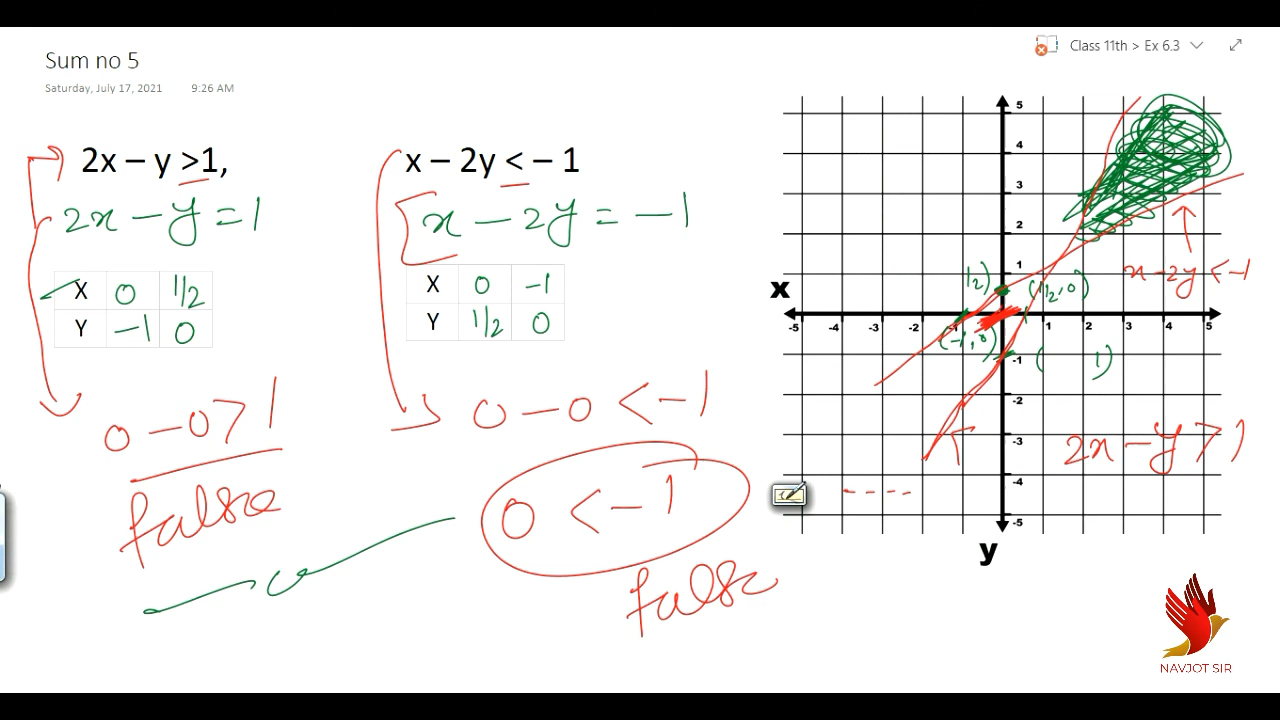 Sum no 5
Saturday, July 17, 2021 9:26 AM
Class 11th > Ex 6.3
2x – y >1,
2x – y = 1
X 0 1/2
Y –1 0
0 – 0 > 1
false
x – 2y < – 1
x – 2y = –1
X 0 -1
Y 1/2 0
0 – 0 < –1
0 < –1
false
5
4
3
2
1
x
-5 -4 -3 -2 -1 1 2 3 4 5
-1
-2
-3
-4
-5
y
1/2)
(1/2, 0)
(-1, 0)
( 1)
x – 2y < –1
2x – y > 1
NAVJOT SIR